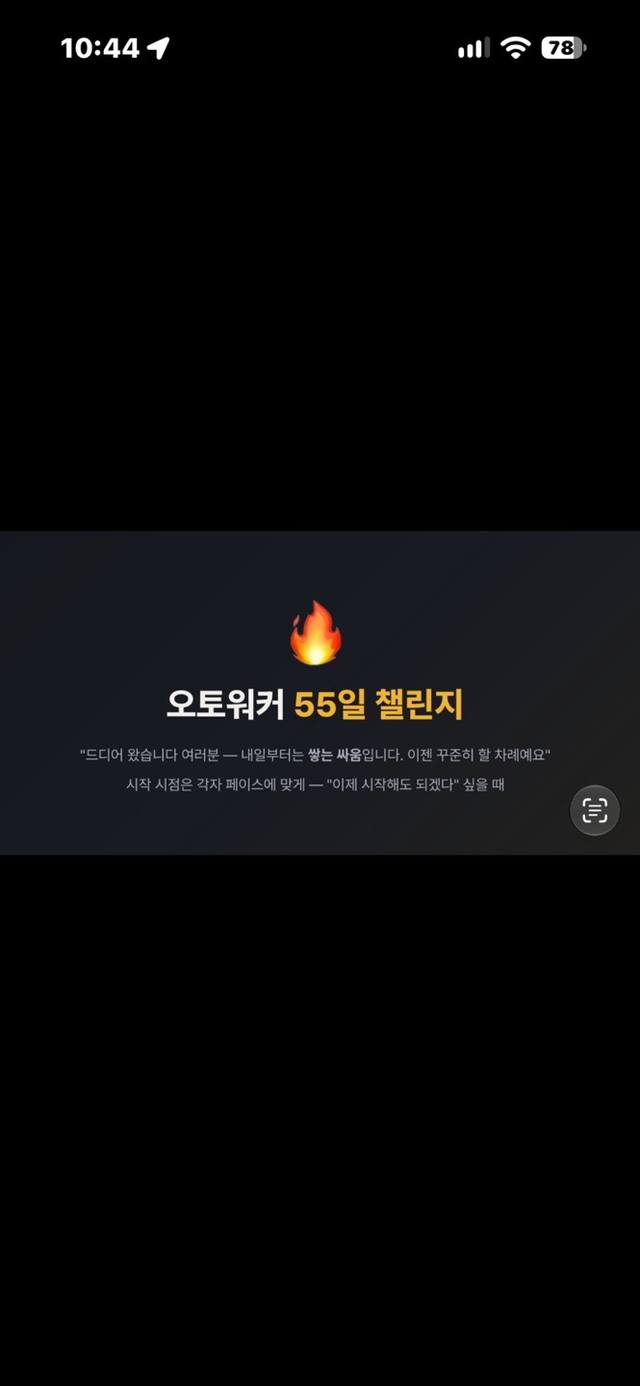 10:44
78
🔥
오토워커 55일 챌린지
"드디어 왔습니다 여러분 — 내일부터는 쌓는 싸움입니다. 이젠 꾸준히 할 차례예요"
시작 시점은 각자 페이스에 맞게 — "이제 시작해도 되겠다" 싶을 때